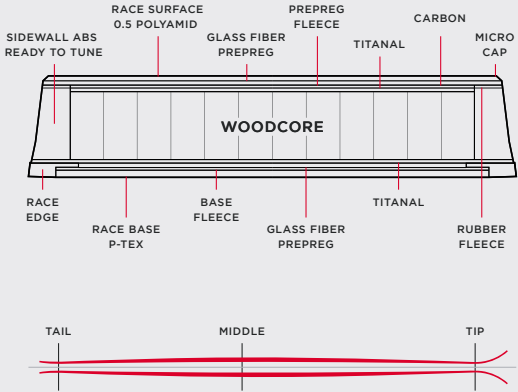 SIDEWALL ABS
READY TO TUNE
RACE SURFACE
0.5 POLYAMID
GLASS FIBER
PREPREG
PREPREG
FLEECE
TITANAL
CARBON
MICRO
CAP
WOODCORE
RACE
EDGE
RACE BASE
P-TEX
BASE
FLEECE
GLASS FIBER
PREPREG
TITANAL
RUBBER
FLEECE
TAIL
MIDDLE
TIP